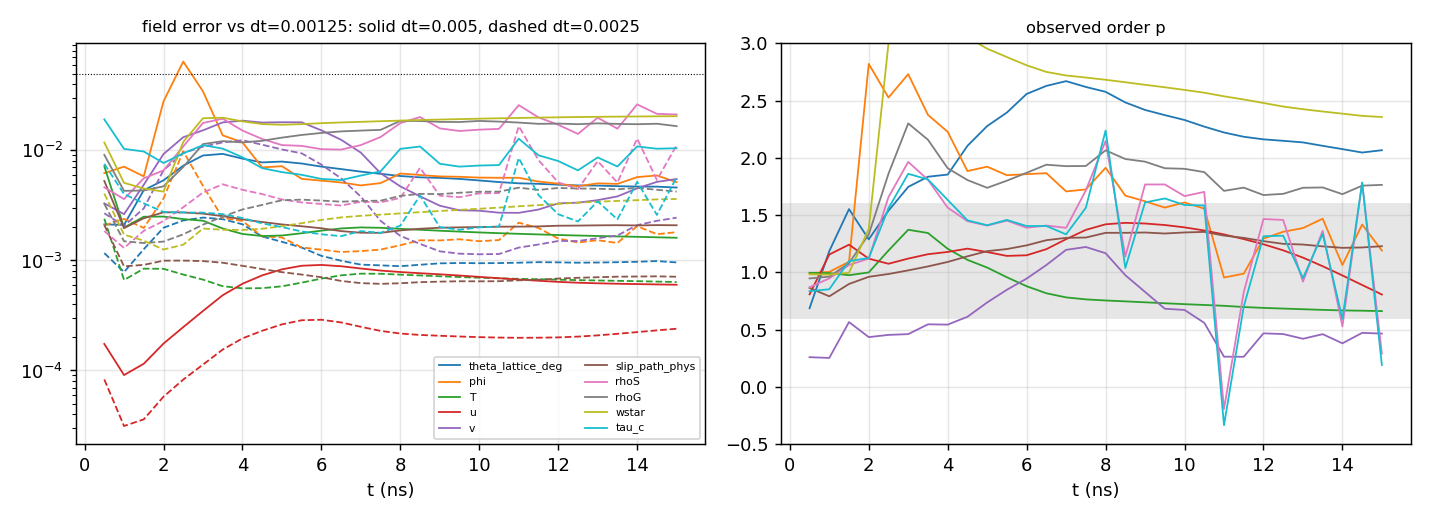 field error vs dt=0.00125: solid dt=0.005, dashed dt=0.0025
10⁻²
10⁻³
10⁻⁴
theta_lattice_deg
phi
T
u
v
slip_path_phys
rhoS
rhoG
wstar
tau_c
0 2 4 6 8 10 12 14
t (ns)
observed order p
3.0
2.5
2.0
1.5
1.0
0.5
0.0
−0.5
0 2 4 6 8 10 12 14
t (ns)